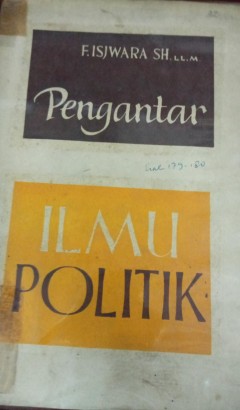 F. ISJWARA SH. LL.M.
Pengantar
ILMU
POLITIK